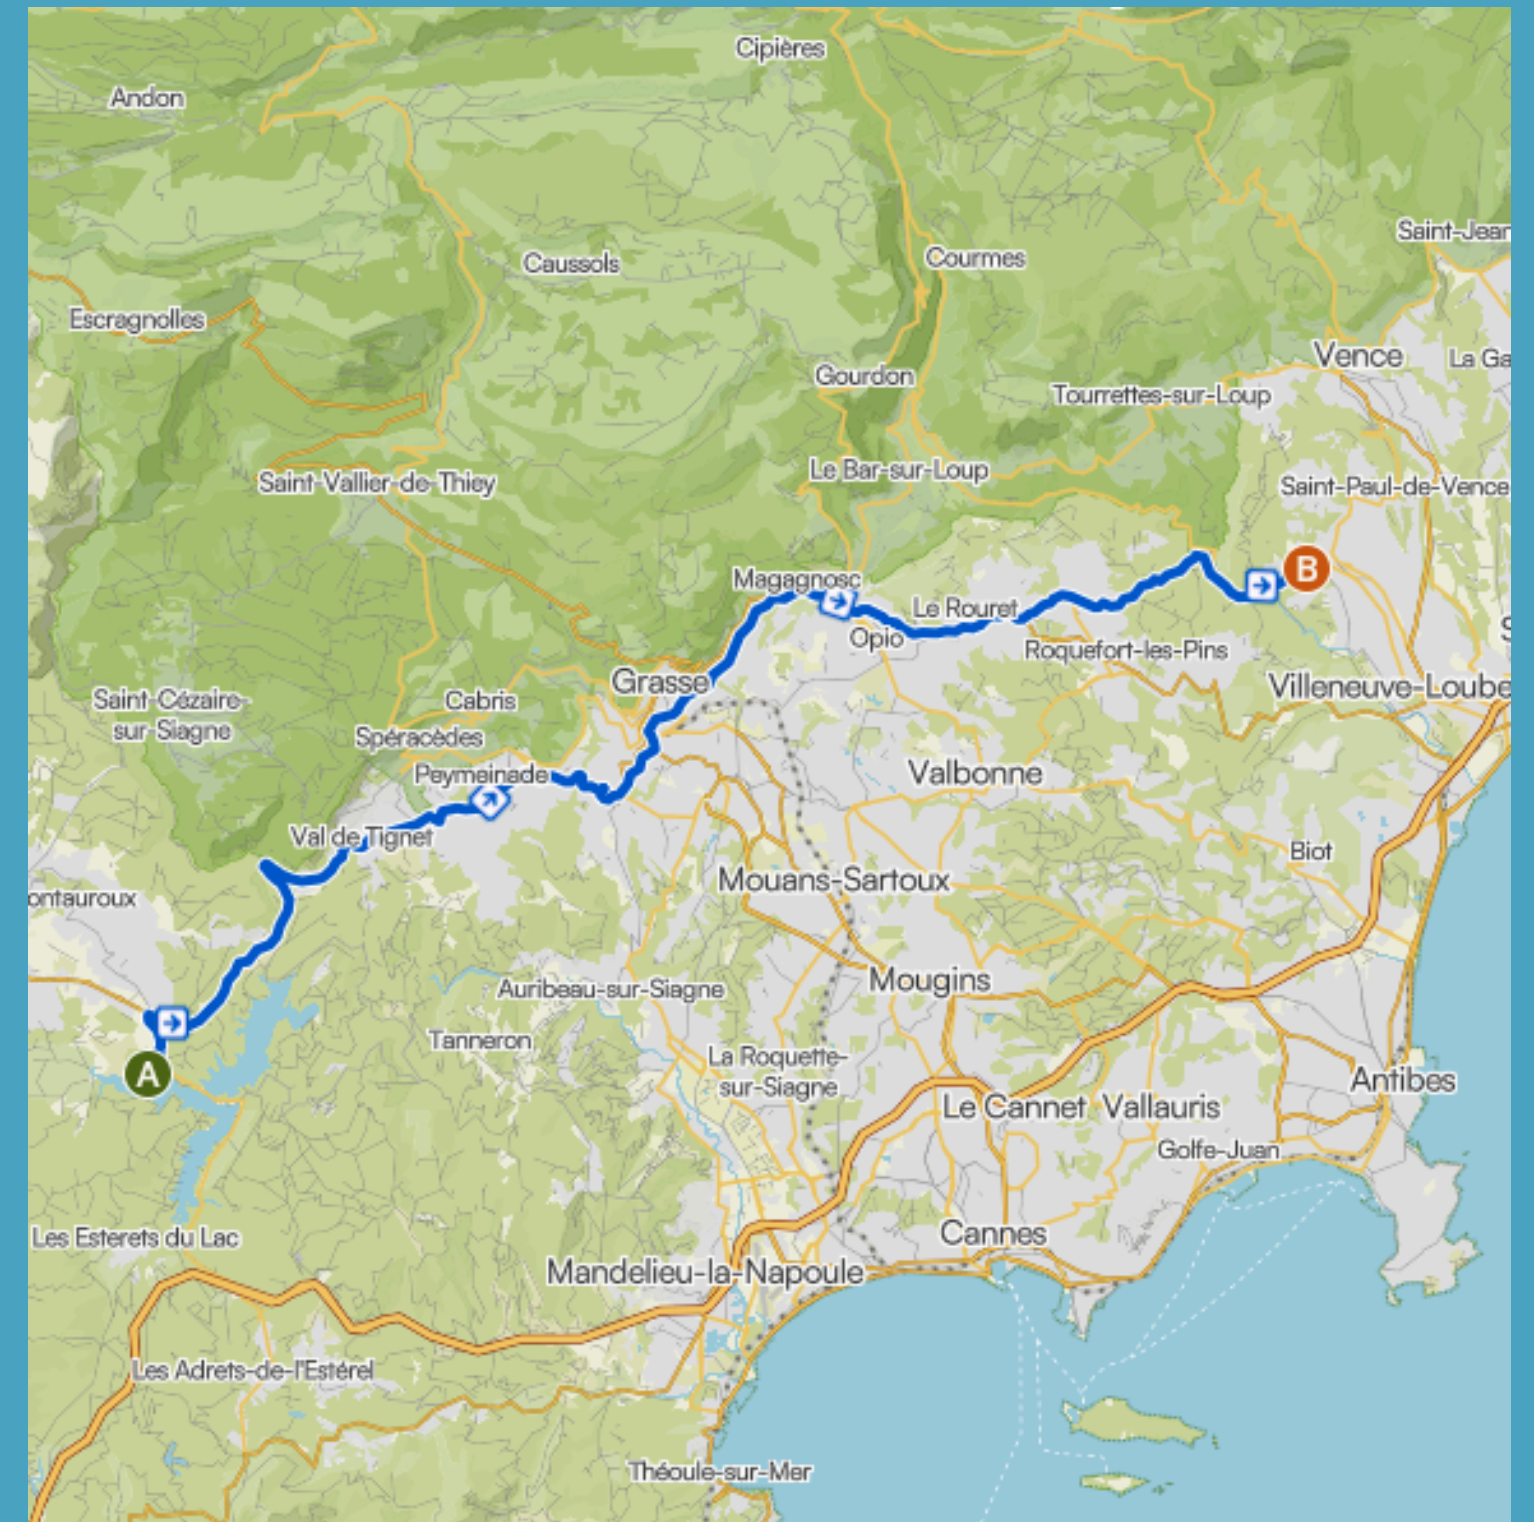 Cipières
Andon
Saint-Jean
Courmes
Caussols
Escragnolles
Vence
La Ga
Gourdon
Tourrettes-sur-Loup
Le Bar-sur-Loup
Saint-Vallier-de-Thiey
Saint-Paul-de-Vence
B
Magagnosc
Le Rouret
Opio
Roquefort-les-Pins
S
Grasse
Villeneuve-Loube
Saint-Cézaire-
sur-Siagne
Cabris
Spéracèdes
Peymeinade
Valbonne
Val de Tignet
Biot
Mouans-Sartoux
ontauroux
Mougins
Auribeau-sur-Siagne
Tanneron
La Roquette-
sur-Siagne
A
Antibes
Le Cannet
Vallauris
Golfe-Juan
Les Esterets du Lac
Cannes
Mandelieu-la-Napoule
Les Adrets-de-l'Estérel
Théoule-sur-Mer